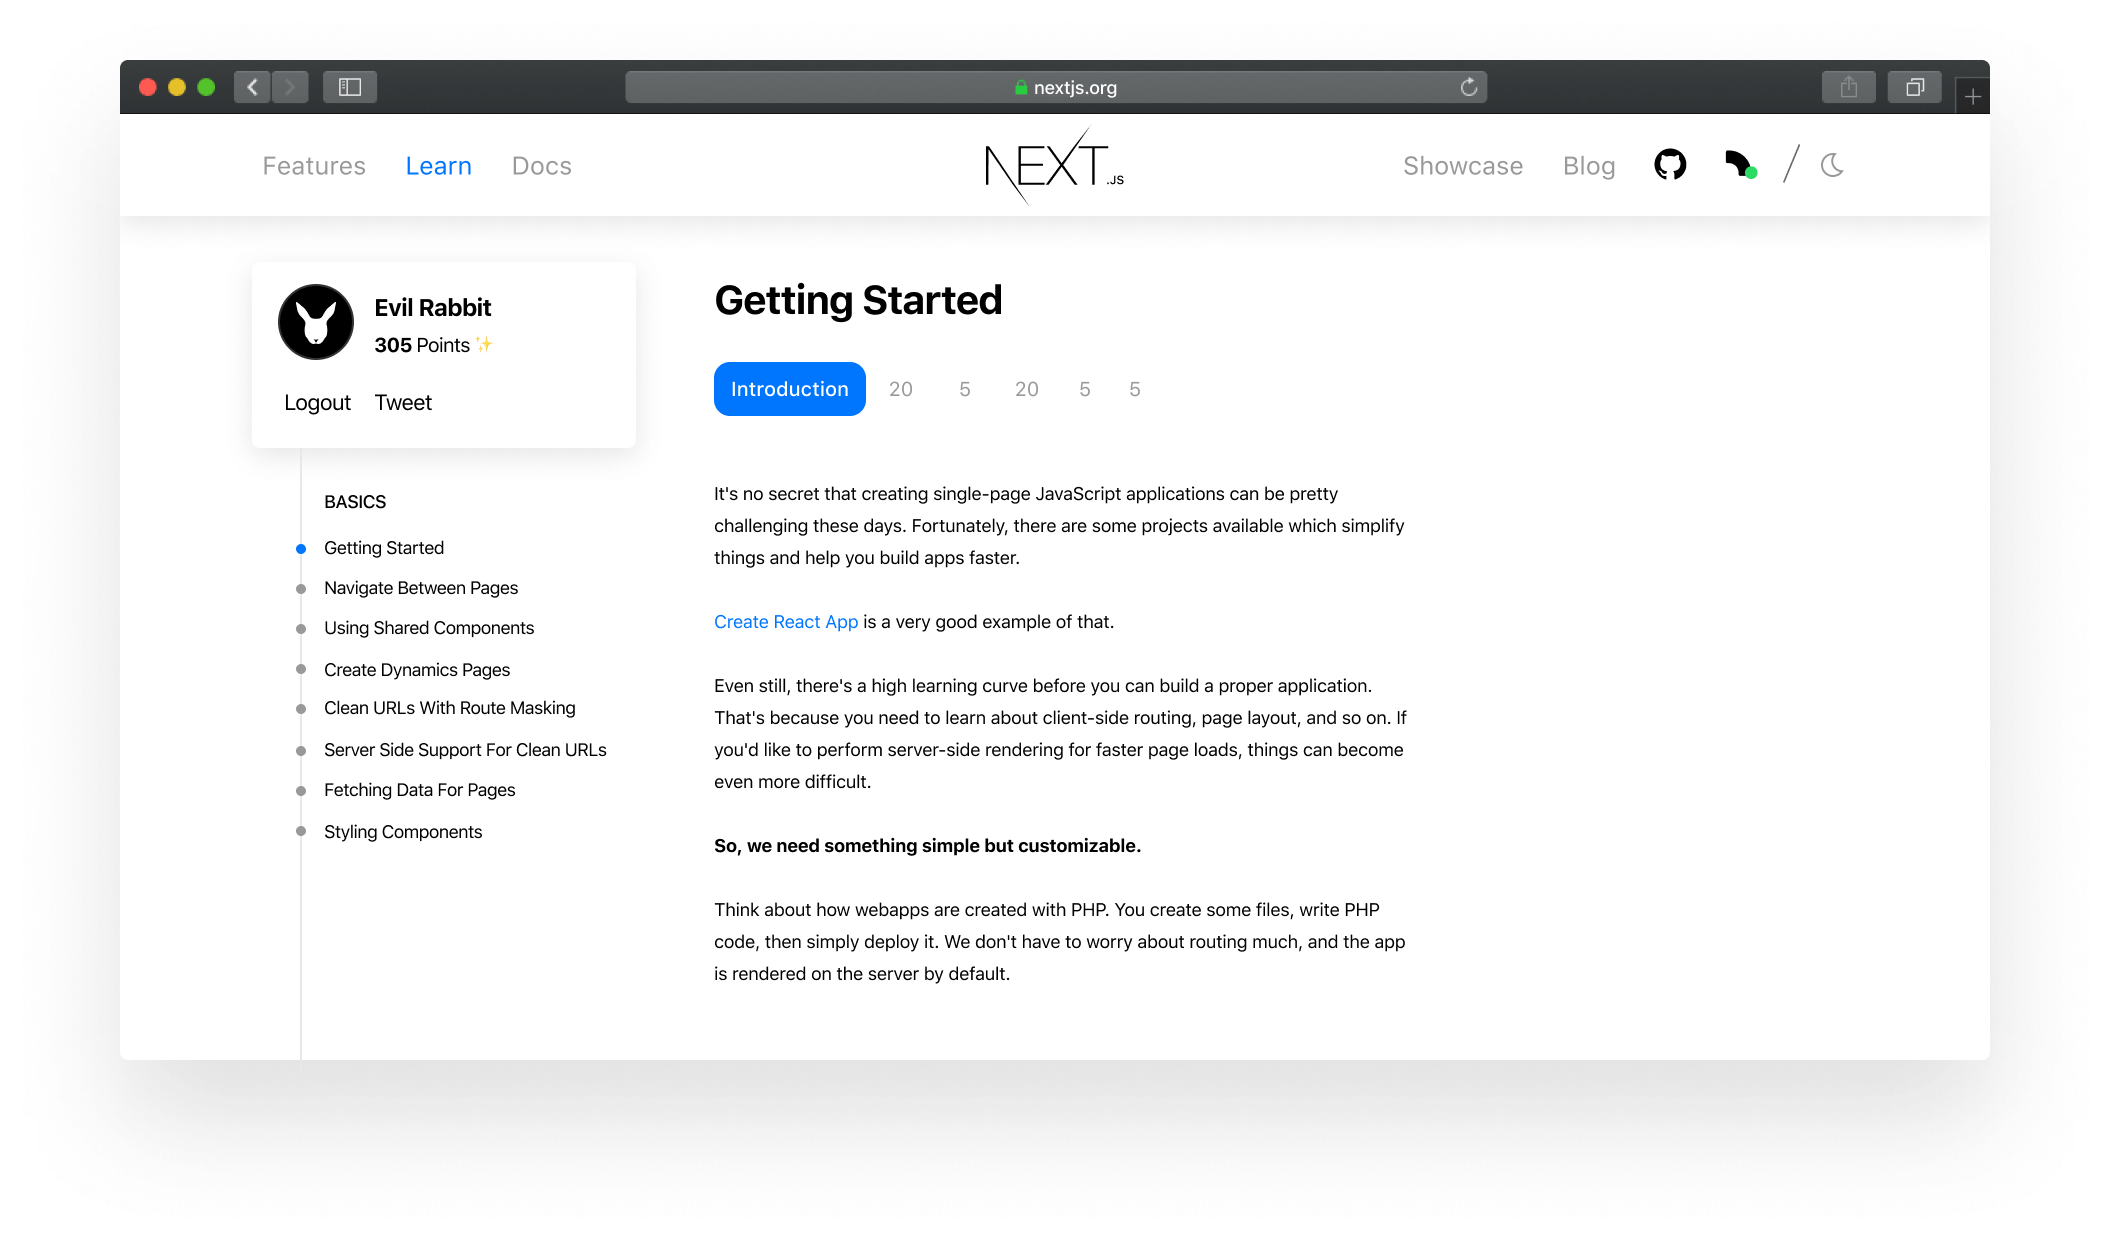 nextjs.org
Features Learn Docs
NEXT.JS
Showcase Blog
Evil Rabbit
305 Points ✨
Logout Tweet
BASICS
Getting Started
Navigate Between Pages
Using Shared Components
Create Dynamics Pages
Clean URLs With Route Masking
Server Side Support For Clean URLs
Fetching Data For Pages
Styling Components
Getting Started
Introduction 20 5 20 5 5
It's no secret that creating single-page JavaScript applications can be pretty
challenging these days. Fortunately, there are some projects available which simplify
things and help you build apps faster.
Create React App is a very good example of that.
Even still, there's a high learning curve before you can build a proper application.
That's because you need to learn about client-side routing, page layout, and so on. If
you'd like to perform server-side rendering for faster page loads, things can become
even more difficult.
So, we need something simple but customizable.
Think about how webapps are created with PHP. You create some files, write PHP
code, then simply deploy it. We don't have to worry about routing much, and the app
is rendered on the server by default.